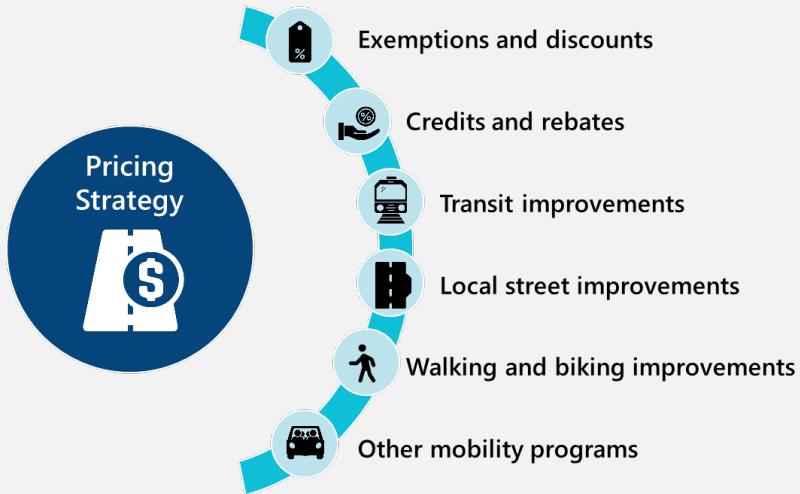 Pricing
Strategy
$
%
Exemptions and discounts
%
Credits and rebates
Transit improvements
Local street improvements
Walking and biking improvements
Other mobility programs